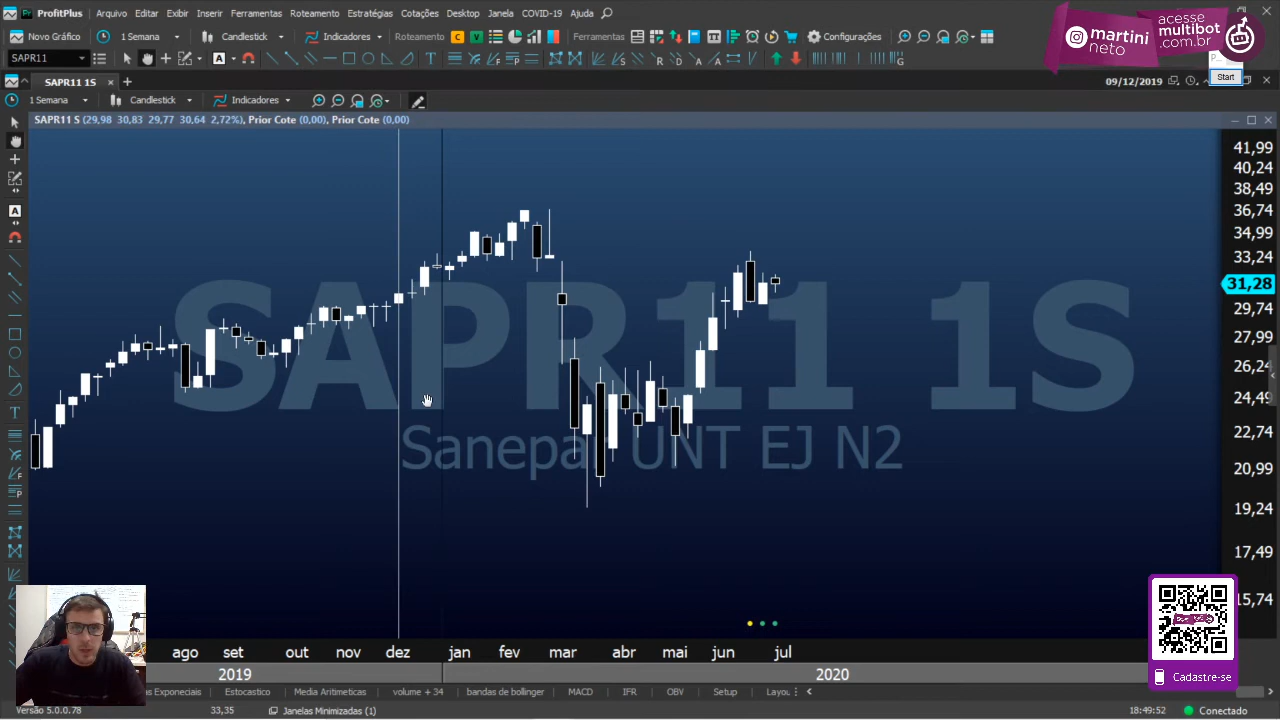 ProfitPlus Arquivo Editar Exibir Inserir Ferramentas Roteamento Estratégias Cotações Desktop Janela COVID-19 Ajuda
Novo Gráfico 1 Semana Candlestick Indicadores Roteamento Ferramentas Configurações
SAPR11
SAPR11 1S
09/12/2019
1 Semana Candlestick Indicadores
SAPR11 S (29,98 30,83 29,77 30,64 2,72%), Prior Cote (0,00), Prior Cote (0,00)
martini
neto
acesse
multibot
.com.br
Start
41,99
40,24
38,49
36,74
34,99
33,24
31,28
29,74
27,99
26,24
24,49
22,74
20,99
19,24
17,49
15,74
SAPR11 1S
Sanepar UNT EJ N2
ago set out nov dez jan fev mar abr mai jun jul
2019 2020
as Exponeciais Estocastico Media Aritmeticas volume + 34 bandas de bollinger MACD IFR OBV Setup Layou
Versão 5.0.0.78 33,35 Janelas Minimizadas (1) 18:49:52 Conectado
Cadastre-se